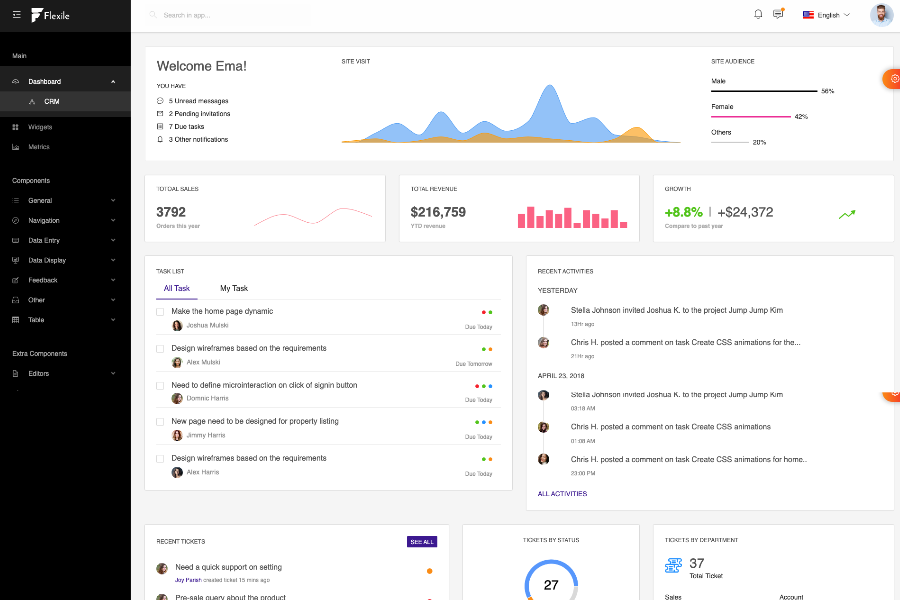 Flexile
Search in app...
English
Main
Dashboard
CRM
Widgets
Metrics
Components
General
Navigation
Data Entry
Data Display
Feedback
Other
Table
Extra Components
Editors
Welcome Ema!
YOU HAVE
5 Unread messages
2 Pending invitations
7 Due tasks
3 Other notifications
SITE VISIT
SITE AUDIENCE
Male
56%
Female
42%
Others
20%
TOTOAL SALES
3792
Orders this year
TOTAL REVENUE
$216,759
YTD revenue
GROWTH
+8.8% | +$24,372
Compare to past year
TASK LIST
All Task My Task
Make the home page dynamic
Joshua Mulski
Due Today
Design wireframes based on the requirements
Alex Mulski
Due Tomorrow
Need to define microinteraction on click of signin button
Domnic Harris
Due Today
New page need to be designed for property listing
Jimmy Harris
Due Today
Design wireframes based on the requirements
Alex Harris
Due Today
RECENT ACTIVITIES
YESTERDAY
Stella Johnson invited Joshua K. to the project Jump Jump Kim
13Hr ago
Chris H. posted a comment on task Create CSS animations for the...
21Hr ago
APRIL 23, 2018
Stella Johnson invited Joshua K. to the project Jump Jump Kim
03:18 AM
Chris H. posted a comment on task Create CSS animations
01:08 AM
Chris H. posted a comment on task Create CSS animations for home..
23:00 PM
ALL ACTIVITIES
RECENT TICKETS
SEE ALL
Need a quick support on setting
Joy Parish created ticket 15 mins ago
Pre-sale query about the product
TICKETS BY STATUS
27
TICKETS BY DEPARTMENT
37
Total Ticket
Sales Account